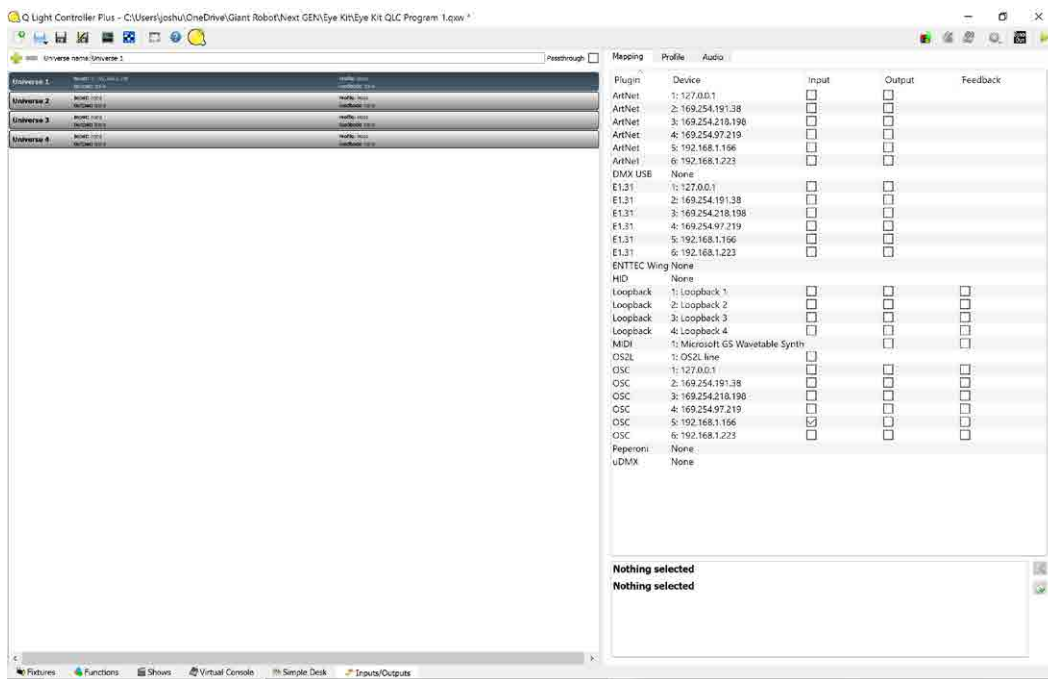 Q Light Controller Plus - C:\Users\joshu\OneDrive\Giant Robot\Next GEN\Eye Kit\Eye Kit QLC Program 1.qxw *
Universe name: Universe 1 Passthrough
Mapping Profile Audio
Universe 1
Universe 2
Universe 3
Universe 4
Plugin Device Input Output Feedback
ArtNet 1: 127.0.0.1
ArtNet 2: 169.254.191.38
ArtNet 3: 169.254.218.198
ArtNet 4: 169.254.97.219
ArtNet 5: 192.168.1.166
ArtNet 6: 192.168.1.223
DMX USB None
E1.31 1: 127.0.0.1
E1.31 2: 169.254.191.38
E1.31 3: 169.254.218.198
E1.31 4: 169.254.97.219
E1.31 5: 192.168.1.166
E1.31 6: 192.168.1.223
ENTTEC Wing None
HID None
Loopback 1: Loopback 1
Loopback 2: Loopback 2
Loopback 3: Loopback 3
Loopback 4: Loopback 4
MIDI 1: Microsoft GS Wavetable Synth
OS2L 1: OS2L line
OSC 1: 127.0.0.1
OSC 2: 169.254.191.38
OSC 3: 169.254.218.198
OSC 4: 169.254.97.219
OSC 5: 192.168.1.166
OSC 6: 192.168.1.223
Peperoni None
uDMX None
Nothing selected
Nothing selected
Fixtures Functions Shows Virtual Console Simple Desk Inputs/Outputs